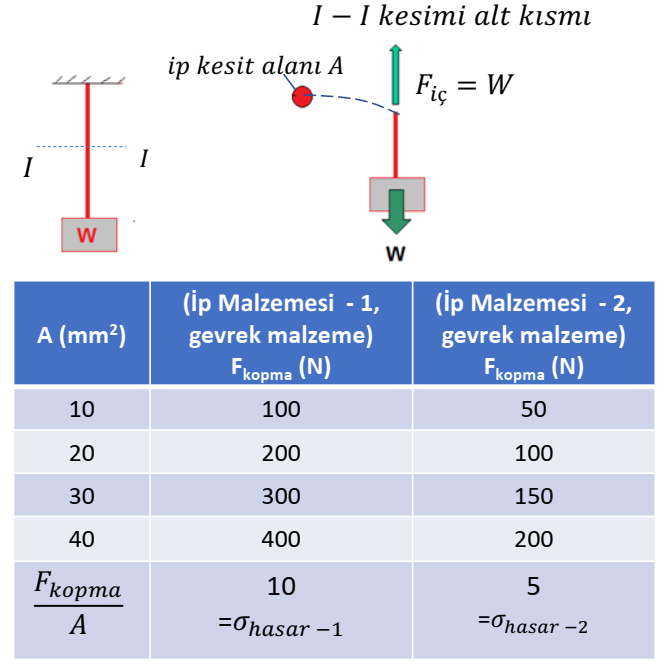 I − I kesimi alt kısmı
ip kesit alanı A
F_iç = W
I I
W
W
A (mm²)
(İp Malzemesi - 1,
gevrek malzeme)
F_kopma (N)
(İp Malzemesi - 2,
gevrek malzeme)
F_kopma (N)
10 100 50
20 200 100
30 300 150
40 400 200
F_kopma / A
10
=σ_hasar −1
5
=σ_hasar −2